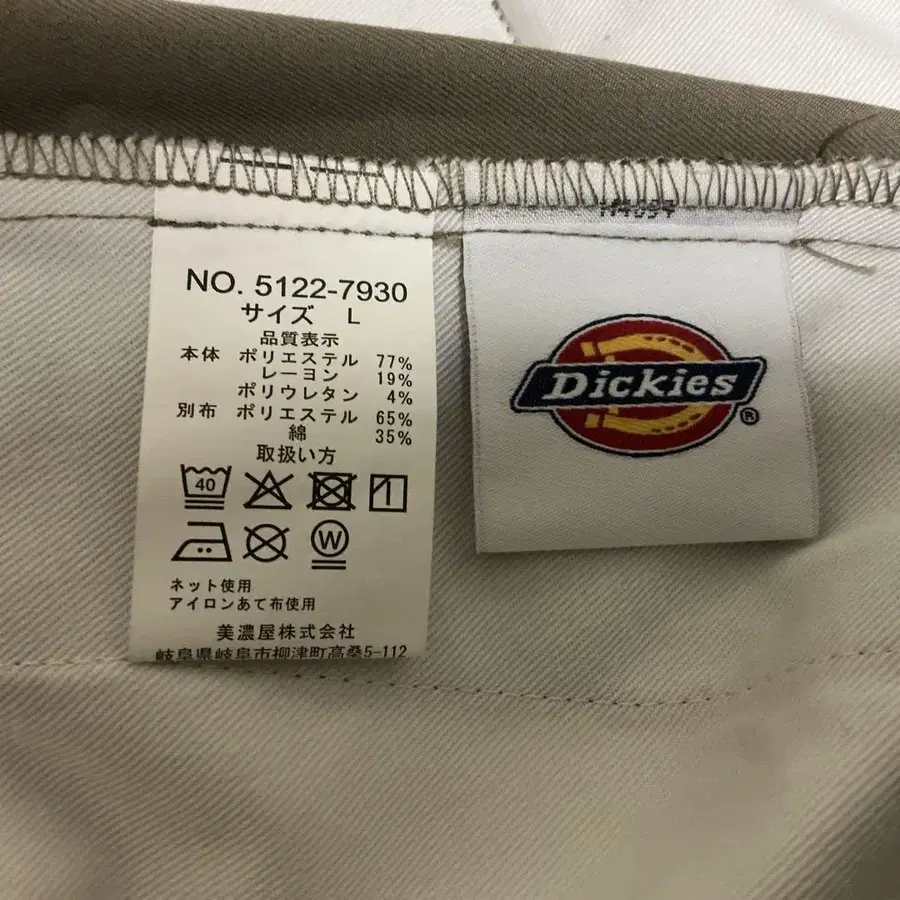 NO. 5122-7930
サイズ L
品質表示
本体 ポリエステル 77%
レーヨン 19%
ポリウレタン 4%
別布 ポリエステル 65%
綿 35%
取扱い方
40
W
ネット使用
アイロンあて布使用
美濃屋株式会社
岐阜県岐阜市柳津町高桑5-112
Dickies
®